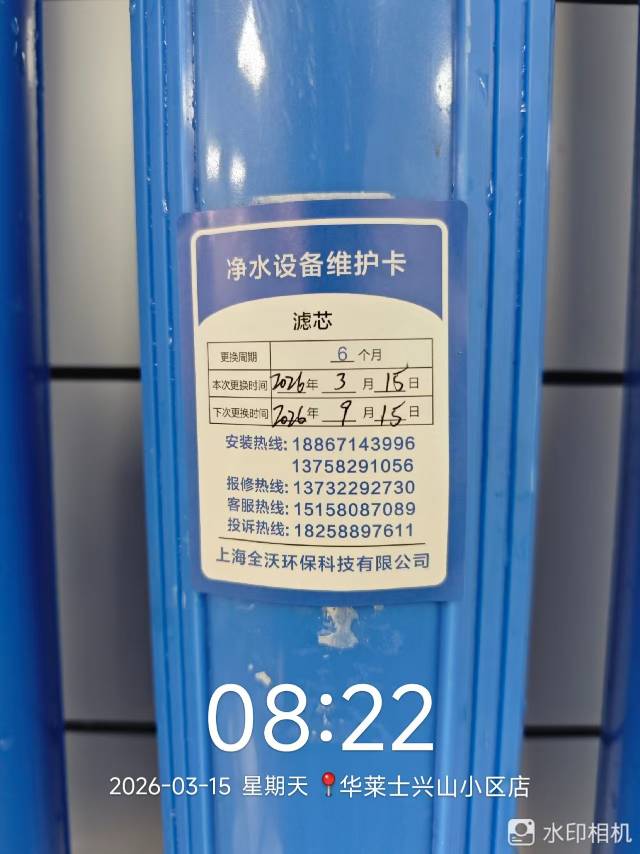 净水设备维护卡
滤芯
更换周期 6 个月
本次更换时间 2026年 3 月 15 日
下次更换时间 2026年 9 月 15 日
安装热线: 18867143996
13758291056
报修热线: 13732292730
客服热线: 15158087089
投诉热线: 18258897611
上海全沃环保科技有限公司
08:22
2026-03-15 星期天 📍华莱士兴山小区店
水印相机